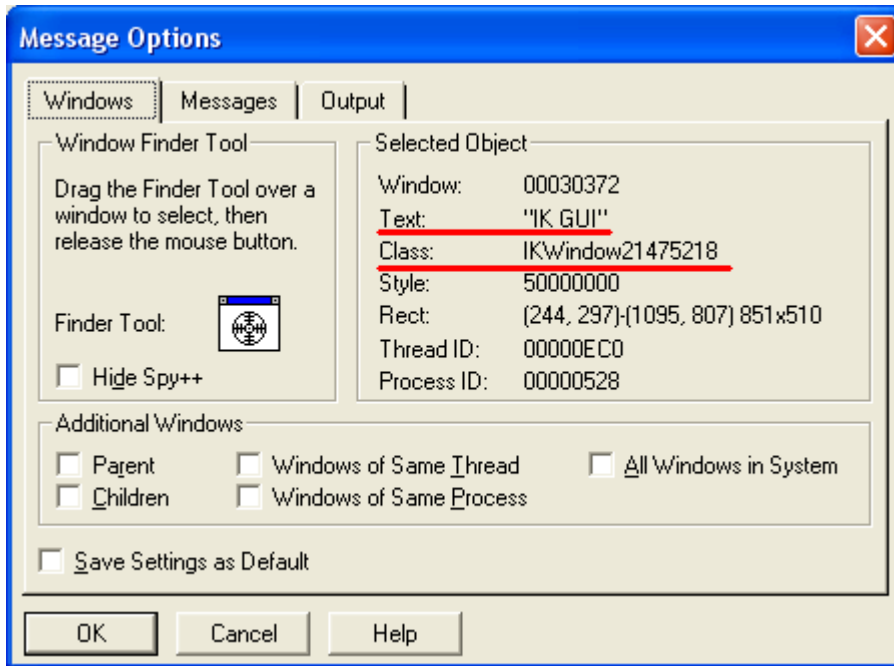 Message Options
Windows
Messages
Output
Window Finder Tool
Drag the Finder Tool over a
window to select, then
release the mouse button.
Finder Tool:
Hide Spy++
Selected Object
Window: 00030372
Text: "IK GUI"
Class: IKWindow21475218
Style: 50000000
Rect: (244, 297)-(1095, 807) 851x510
Thread ID: 00000EC0
Process ID: 00000528
Additional Windows
Parent
Windows of Same Thread
All Windows in System
Children
Windows of Same Process
Save Settings as Default
OK
Cancel
Help